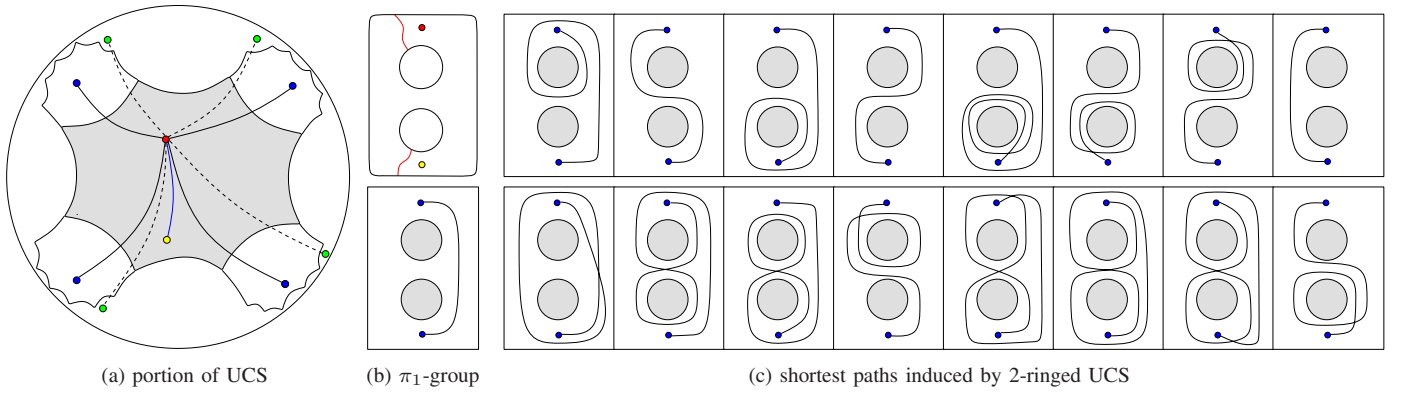 (a) portion of UCS
(b) π₁-group
(c) shortest paths induced by 2-ringed UCS